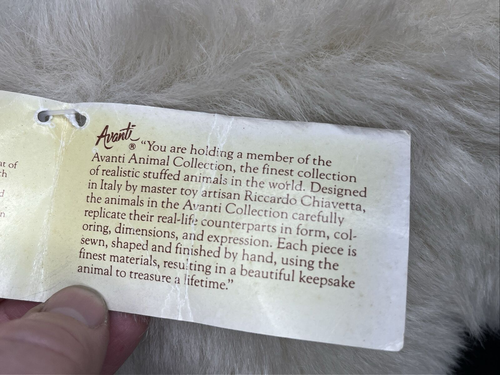 Avanti
® "You are holding a member of the
Avanti Animal Collection, the finest collection
of realistic stuffed animals in the world. Designed
in Italy by master toy artisan Riccardo Chiavetta,
the animals in the Avanti Collection carefully
replicate their real-life counterparts in form, col-
oring, dimensions, and expression. Each piece is
sewn, shaped and finished by hand, using the
finest materials, resulting in a beautiful keepsake
animal to treasure a lifetime."
of